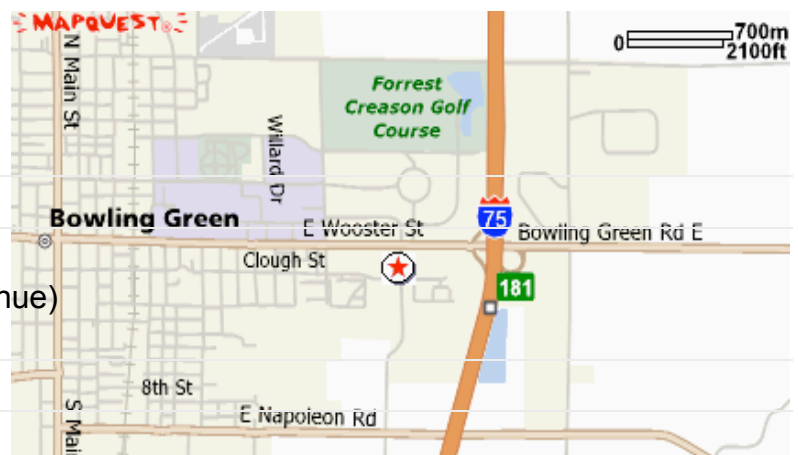 MAPQUEST®
0 700m
2100ft
N Main St
Forrest
Creason Golf
Course
Willard Dr
Bowling Green
E Wooster St
75
Bowling Green Rd E
Clough St
181
nue)
8th St
E Napoleon Rd
S Mai